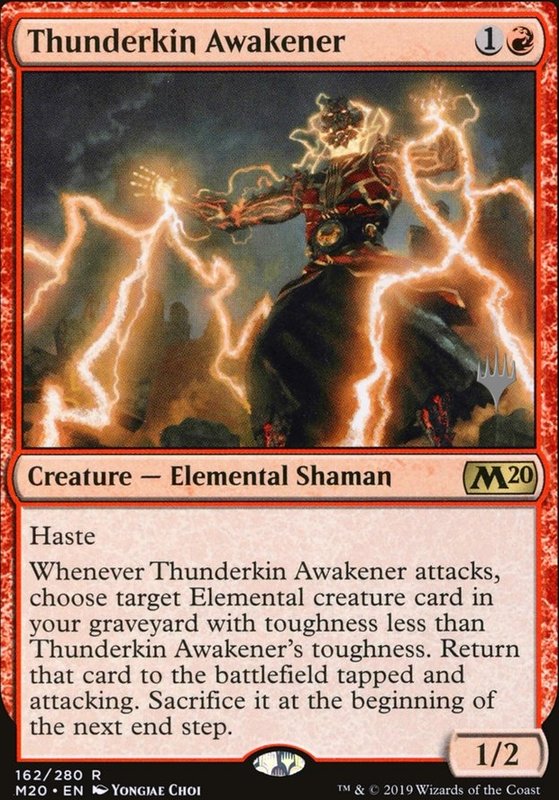 Thunderkin Awakener 1
Creature — Elemental Shaman M20
Haste
Whenever Thunderkin Awakener attacks,
choose target Elemental creature card in
your graveyard with toughness less than
Thunderkin Awakener's toughness. Return
that card to the battlefield tapped and
attacking. Sacrifice it at the beginning of
the next end step.
1/2
162/280 R
M20 • EN Yongjae Choi
™ & © 2019 Wizards of the Coast